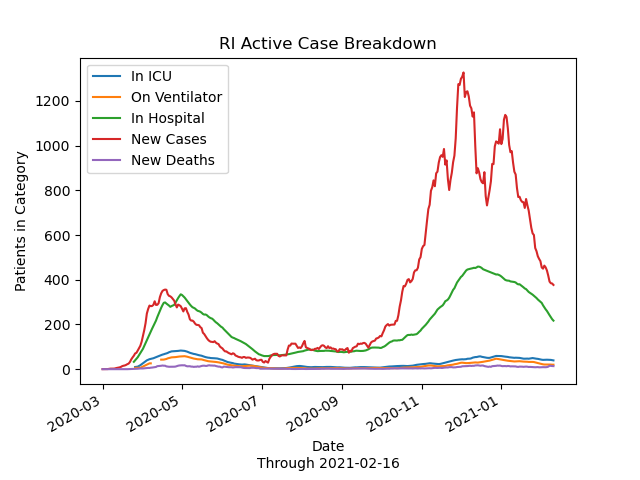 RI Active Case Breakdown
In ICU
On Ventilator
In Hospital
New Cases
New Deaths
Patients in Category
1200
1000
800
600
400
200
0
2020-03
2020-05
2020-07
2020-09
2020-11
2021-01
Date
Through 2021-02-16